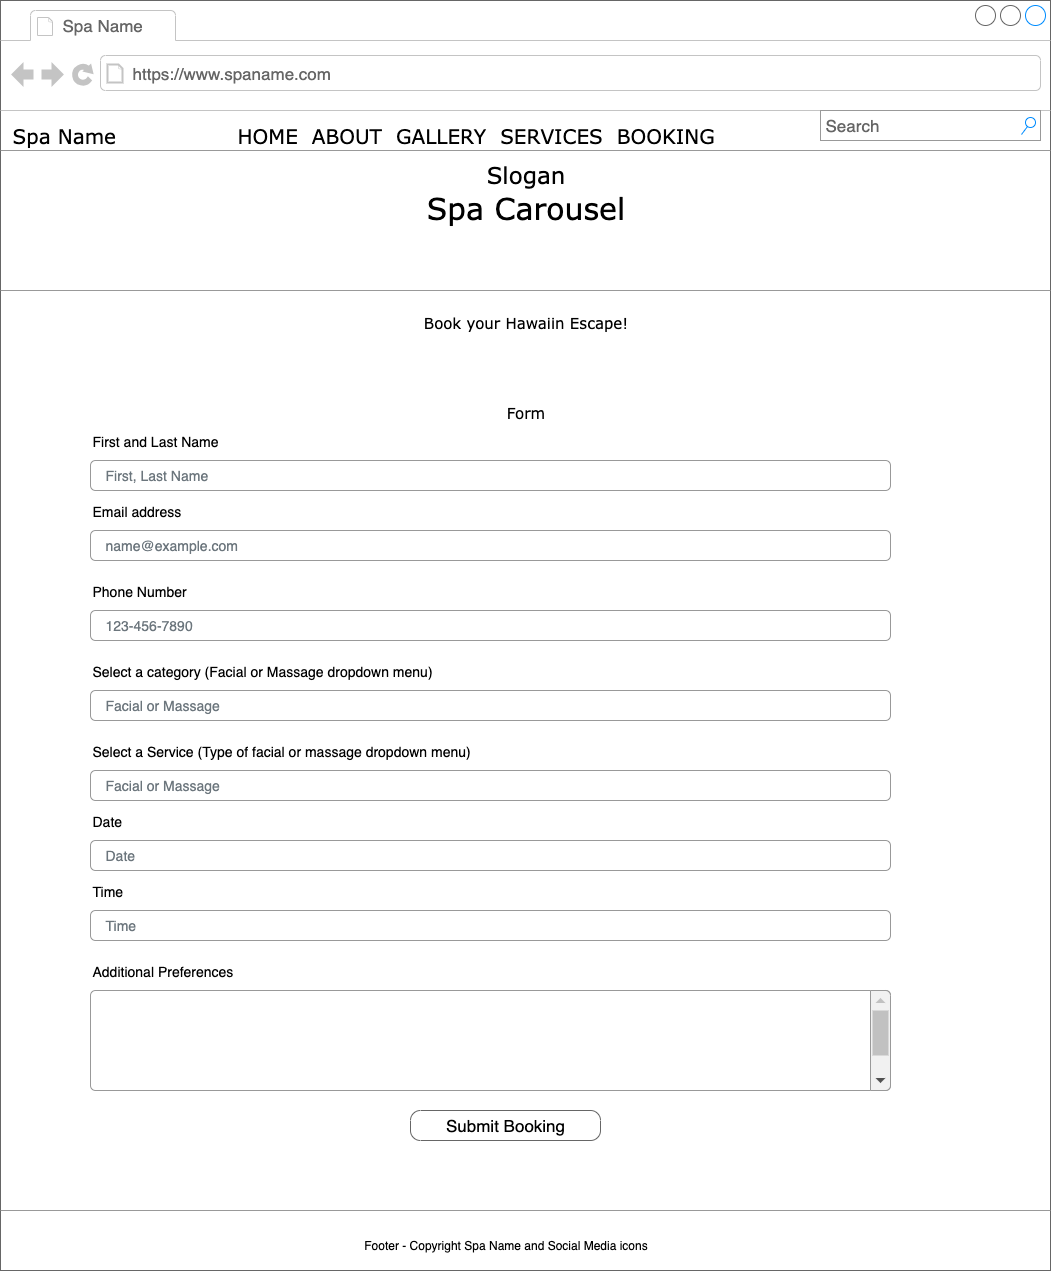 Spa Name
https://www.spaname.com
Spa Name HOME ABOUT GALLERY SERVICES BOOKING Search
Slogan
Spa Carousel
Book your Hawaiin Escape!
Form
First and Last Name
First, Last Name
Email address
name@example.com
Phone Number
123-456-7890
Select a category (Facial or Massage dropdown menu)
Facial or Massage
Select a Service (Type of facial or massage dropdown menu)
Facial or Massage
Date
Date
Time
Time
Additional Preferences
Submit Booking
Footer - Copyright Spa Name and Social Media icons